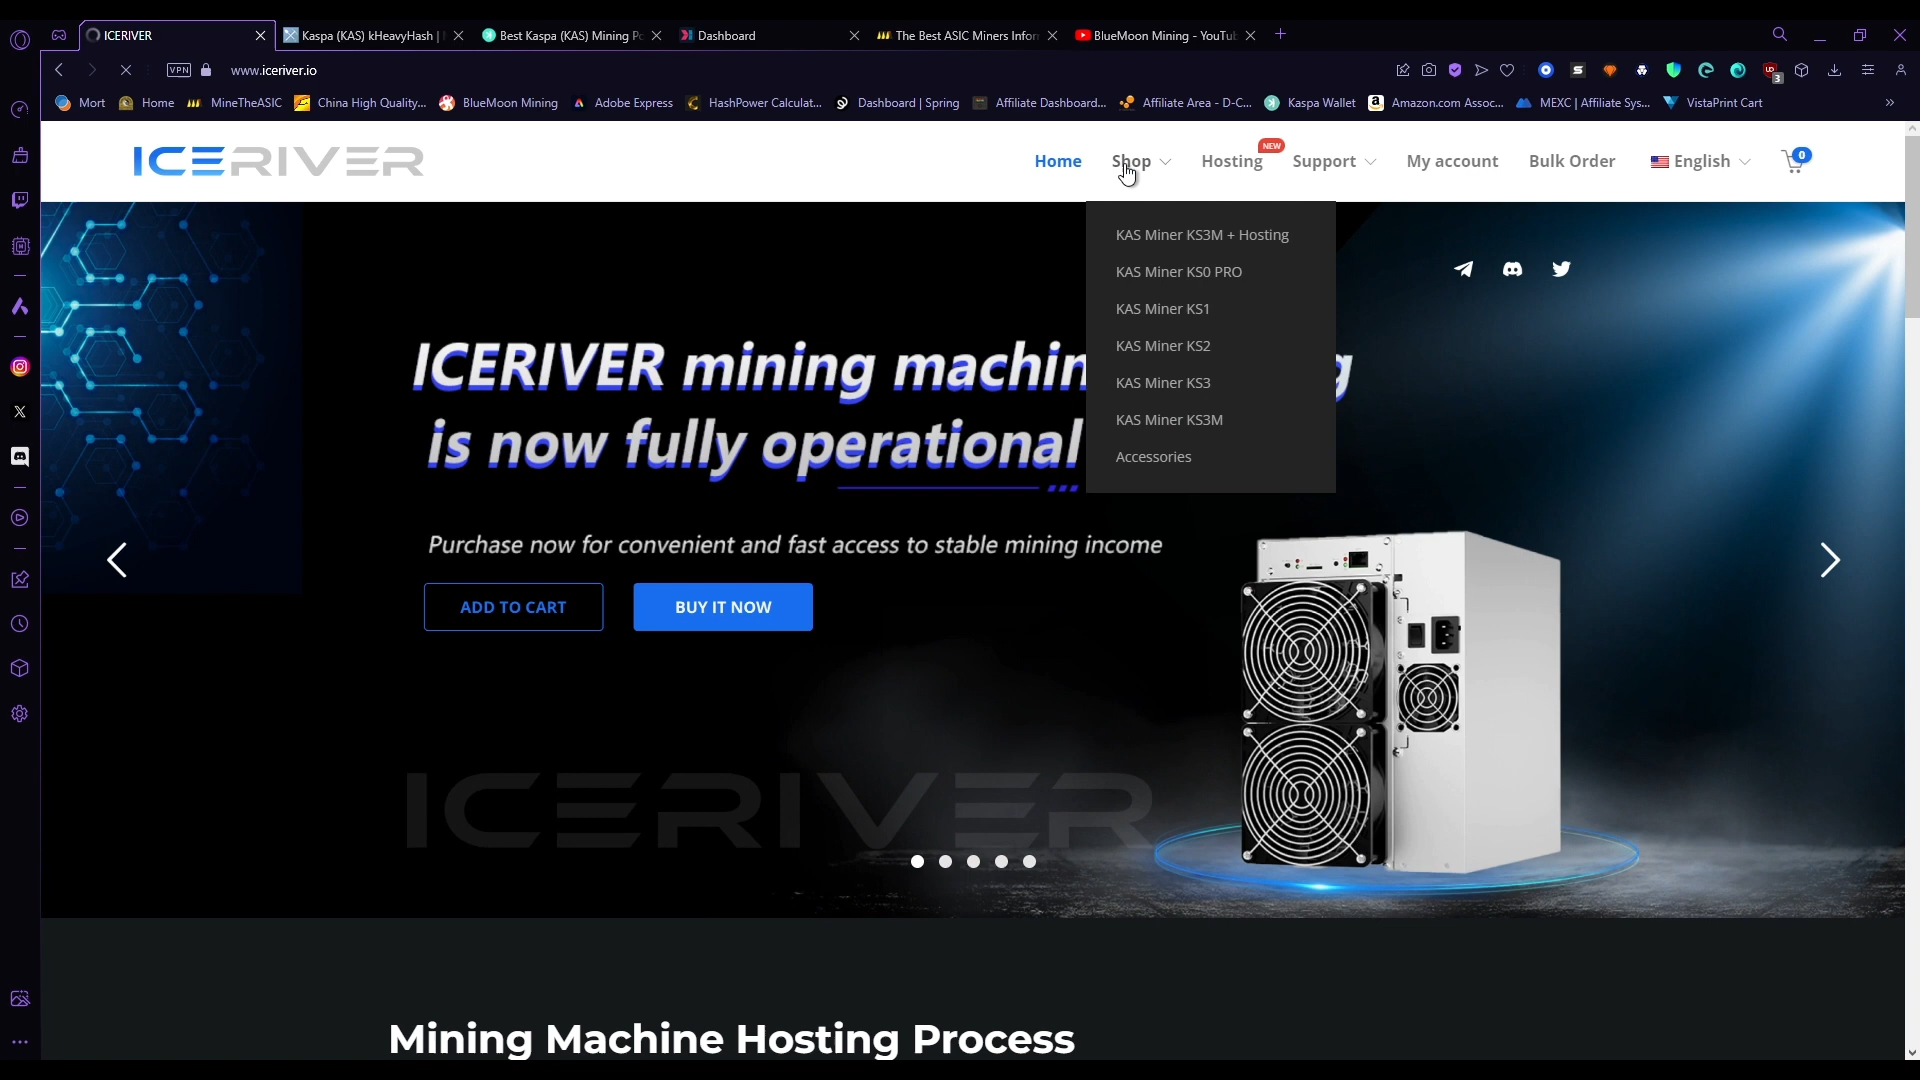 ICERIVER
Kaspa (KAS) kHeavyHash |
Best Kaspa (KAS) Mining Po
Dashboard
The Best ASIC Miners Infor
BlueMoon Mining - YouTub
VPN
www.iceriver.io
3
Mort
Home
MineTheASIC
China High Quality...
BlueMoon Mining
Adobe Express
HashPower Calculat...
Dashboard | Spring
Affiliate Dashboard...
Affiliate Area - D-C...
Kaspa Wallet
Amazon.com Assoc...
MEXC | Affiliate Sys...
VistaPrint Cart
ICERIVER
Home
Shop
Hosting
NEW
Support
My account
Bulk Order
English
0
KAS Miner KS3M + Hosting
KAS Miner KS0 PRO
KAS Miner KS1
KAS Miner KS2
KAS Miner KS3
KAS Miner KS3M
Accessories
ICERIVER mining machin
g
is now fully operational
Purchase now for convenient and fast access to stable mining income
ADD TO CART
BUY IT NOW
ICERIVER
Mining Machine Hosting Process